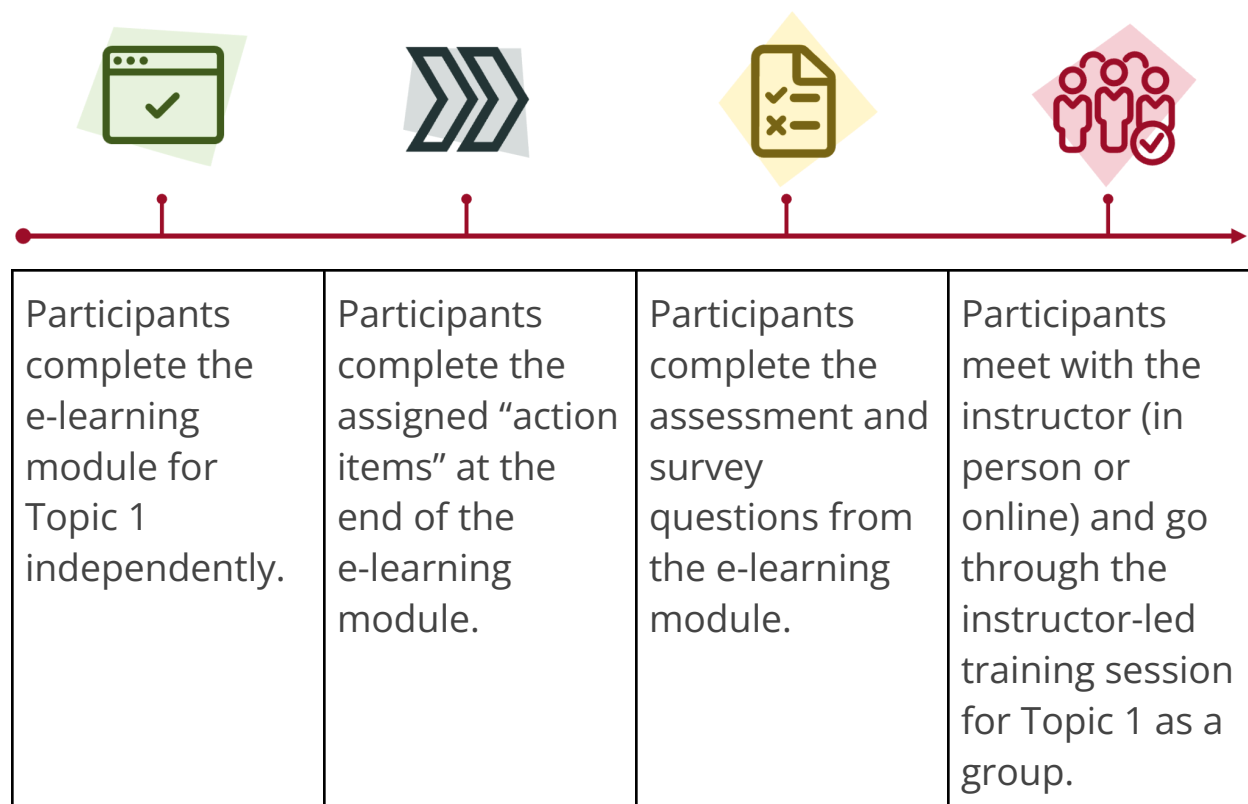 Participants
complete the
e-learning
module for
Topic 1
independently.
Participants
complete the
assigned “action
items” at the
end of the
e-learning
module.
Participants
complete the
assessment and
survey
questions from
the e-learning
module.
Participants
meet with the
instructor (in
person or
online) and go
through the
instructor-led
training session
for Topic 1 as a
group.